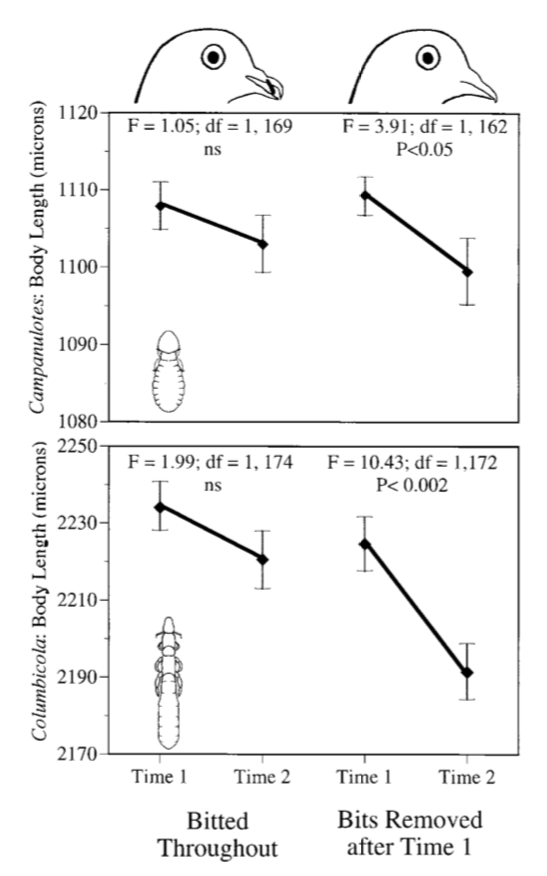 F = 1.05; df = 1, 169
ns
F = 3.91; df = 1, 162
P<0.05
Campanulotes: Body Length (microns)
1120
1110
1100
1090
1080
F = 1.99; df = 1, 174
ns
F = 10.43; df = 1,172
P< 0.002
Columbicola: Body Length (microns)
2250
2230
2210
2190
2170
Time 1
Time 2
Time 1
Time 2
Bitted
Throughout
Bits Removed
after Time 1